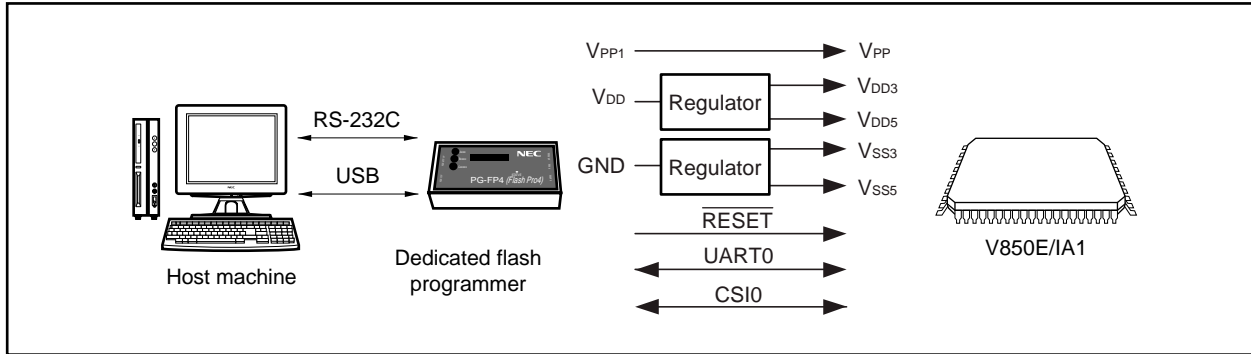 VPP1
VPP
VDD
Regulator
VDD3
VDD5
GND
Regulator
VSS3
VSS5
RESET
UART0
CSI0
RS-232C
USB
NEC
NEC
PG-FP4 (Flash Pro4)
Host machine
Dedicated flash
programmer
V850E/IA1